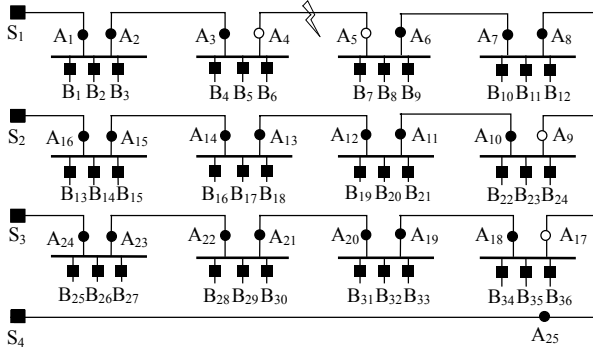 S1 A1 A2 A3 A4 A5 A6 A7 A8
B1 B2 B3 B4 B5 B6 B7 B8 B9 B10 B11 B12
S2 A16 A15 A14 A13 A12 A11 A10 A9
B13 B14 B15 B16 B17 B18 B19 B20 B21 B22 B23 B24
S3 A24 A23 A22 A21 A20 A19 A18 A17
B25 B26 B27 B28 B29 B30 B31 B32 B33 B34 B35 B36
S4 A25